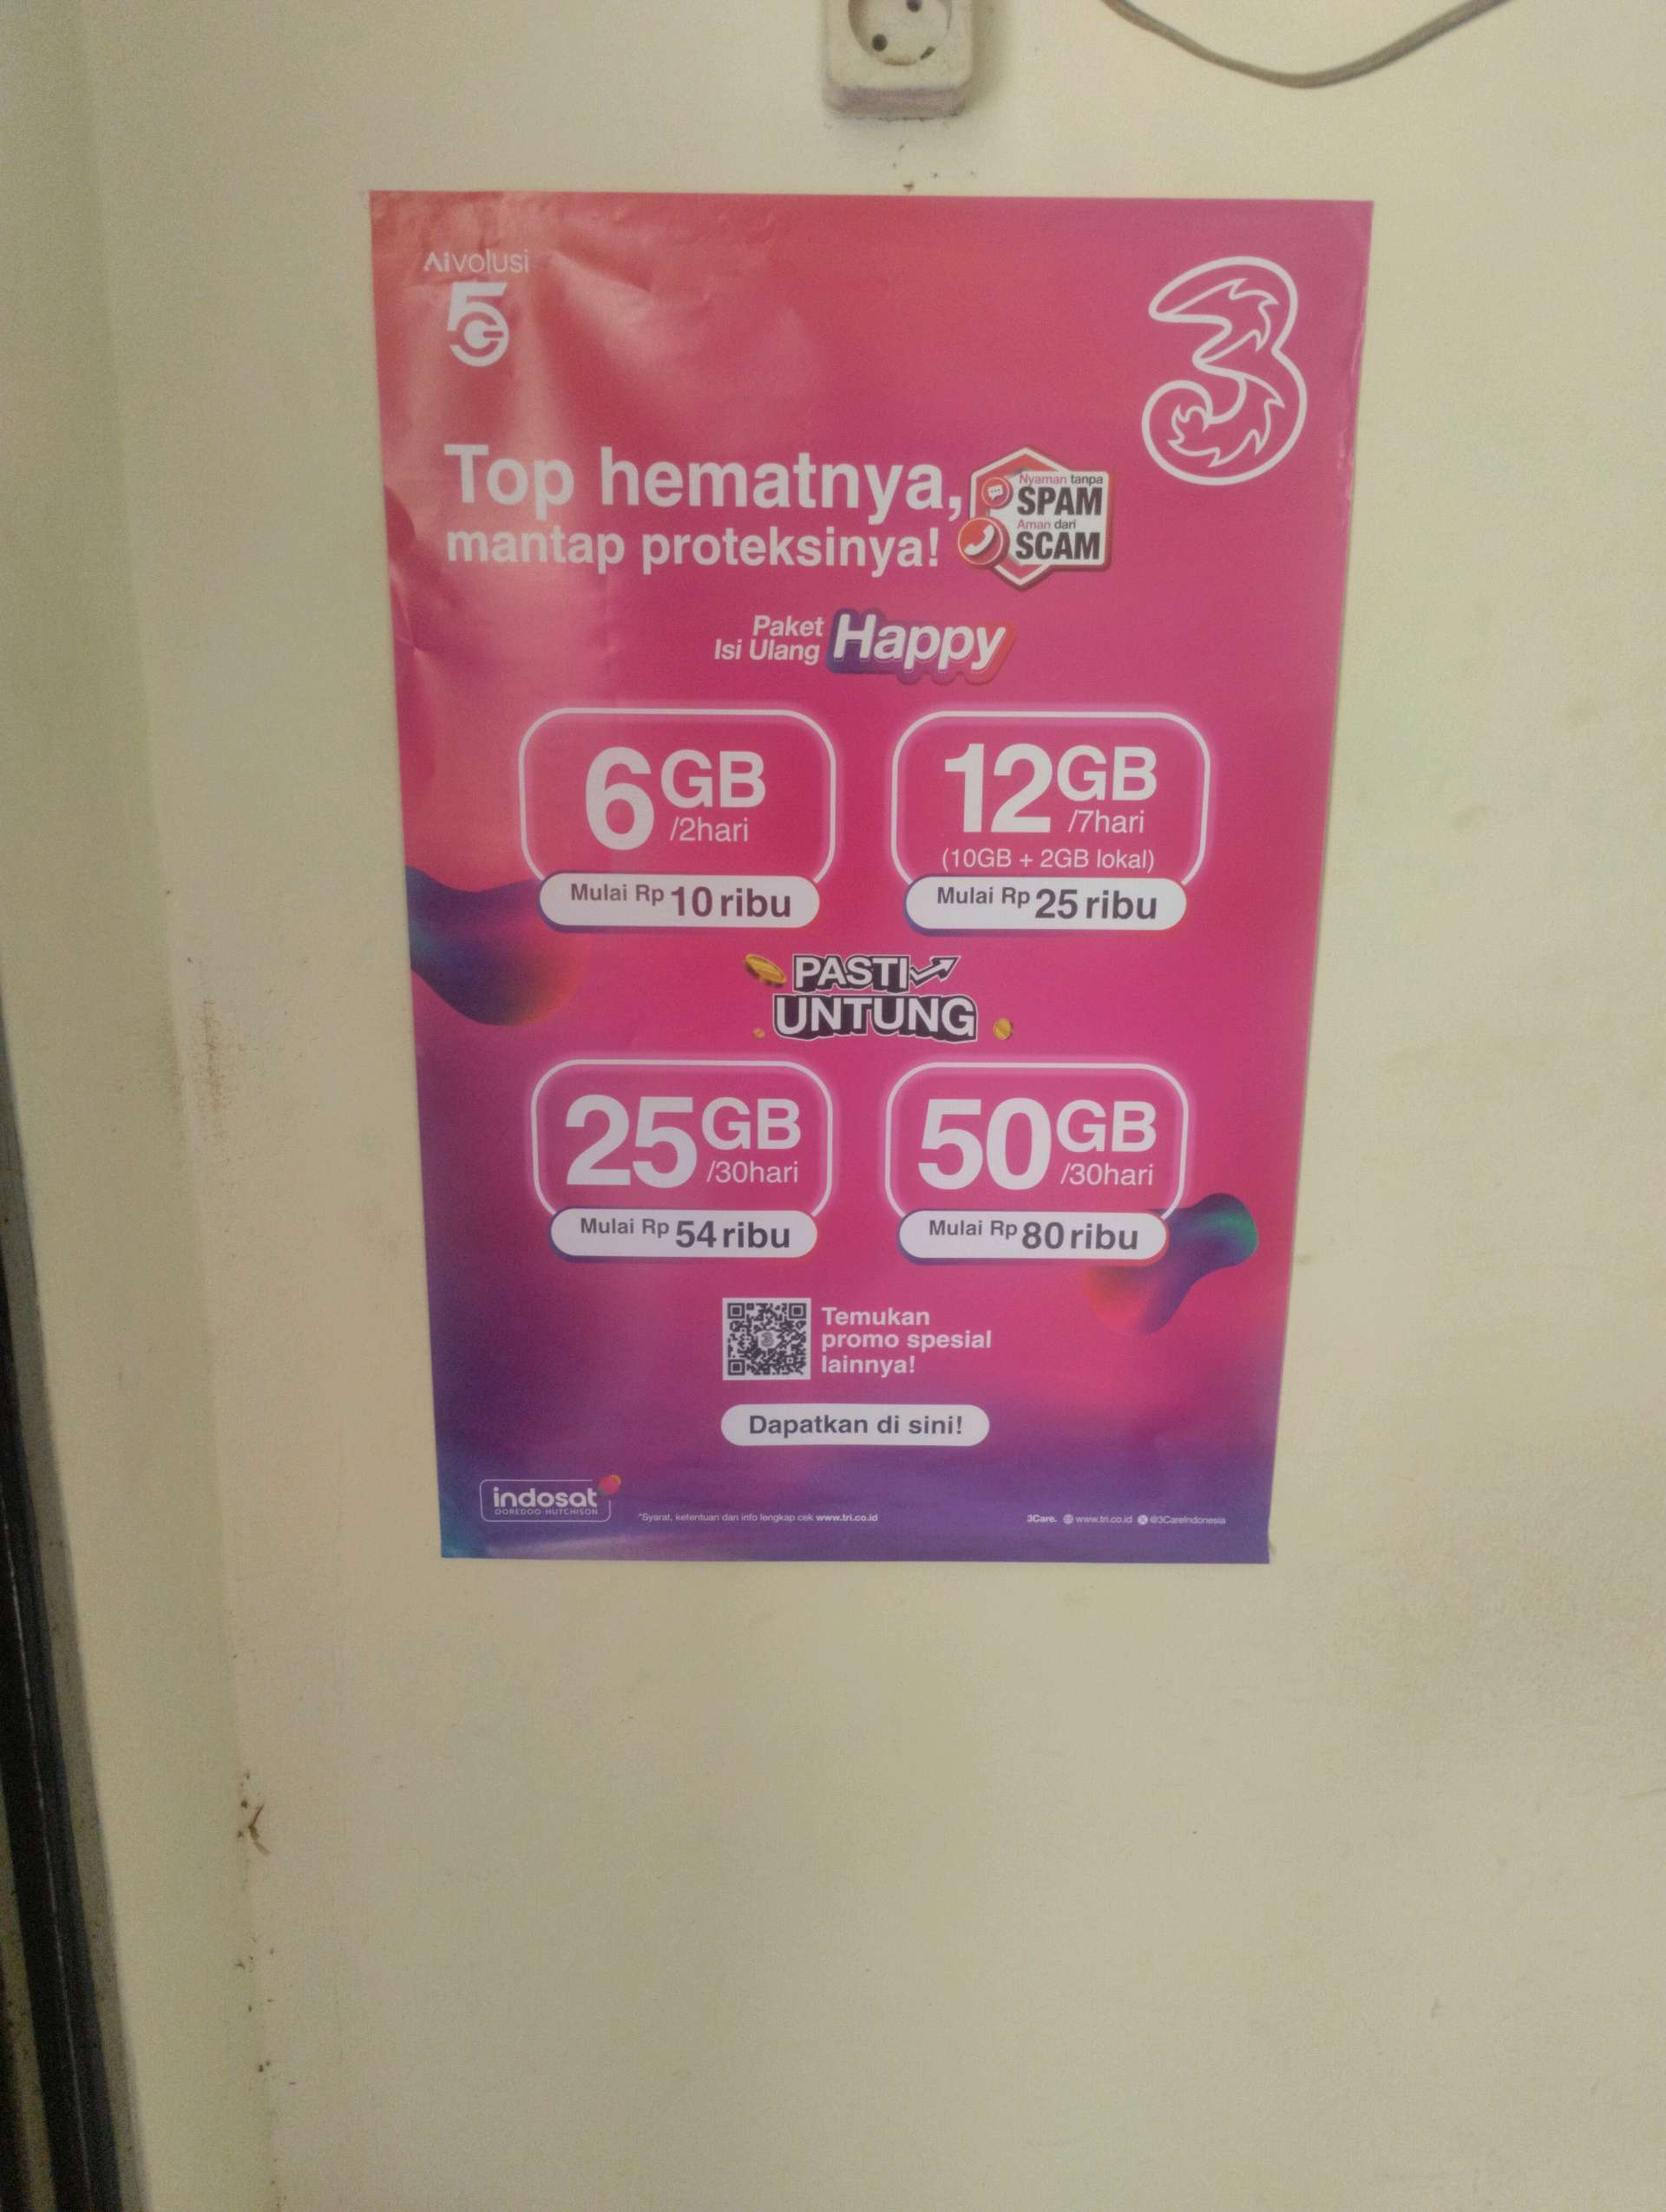 AIvolusi
5G
3
Top hematnya,
mantap proteksinya!
Nyaman tanpa
SPAM
Aman dari
SCAM
Paket
Isi Ulang
Happy
6GB
/2hari
Mulai Rp 10 ribu
12GB
/7hari
(10GB + 2GB lokal)
Mulai Rp 25 ribu
PASTI
UNTUNG
25GB
/30hari
Mulai Rp 54 ribu
50GB
/30hari
Mulai Rp 80 ribu
Temukan
promo spesial
lainnya!
Dapatkan di sini!
indosat
OOREDOO HUTCHISON
*Syarat, ketentuan dan info lengkap cek www.tri.co.id
3Care. www.tri.co.id @3CareIndonesia